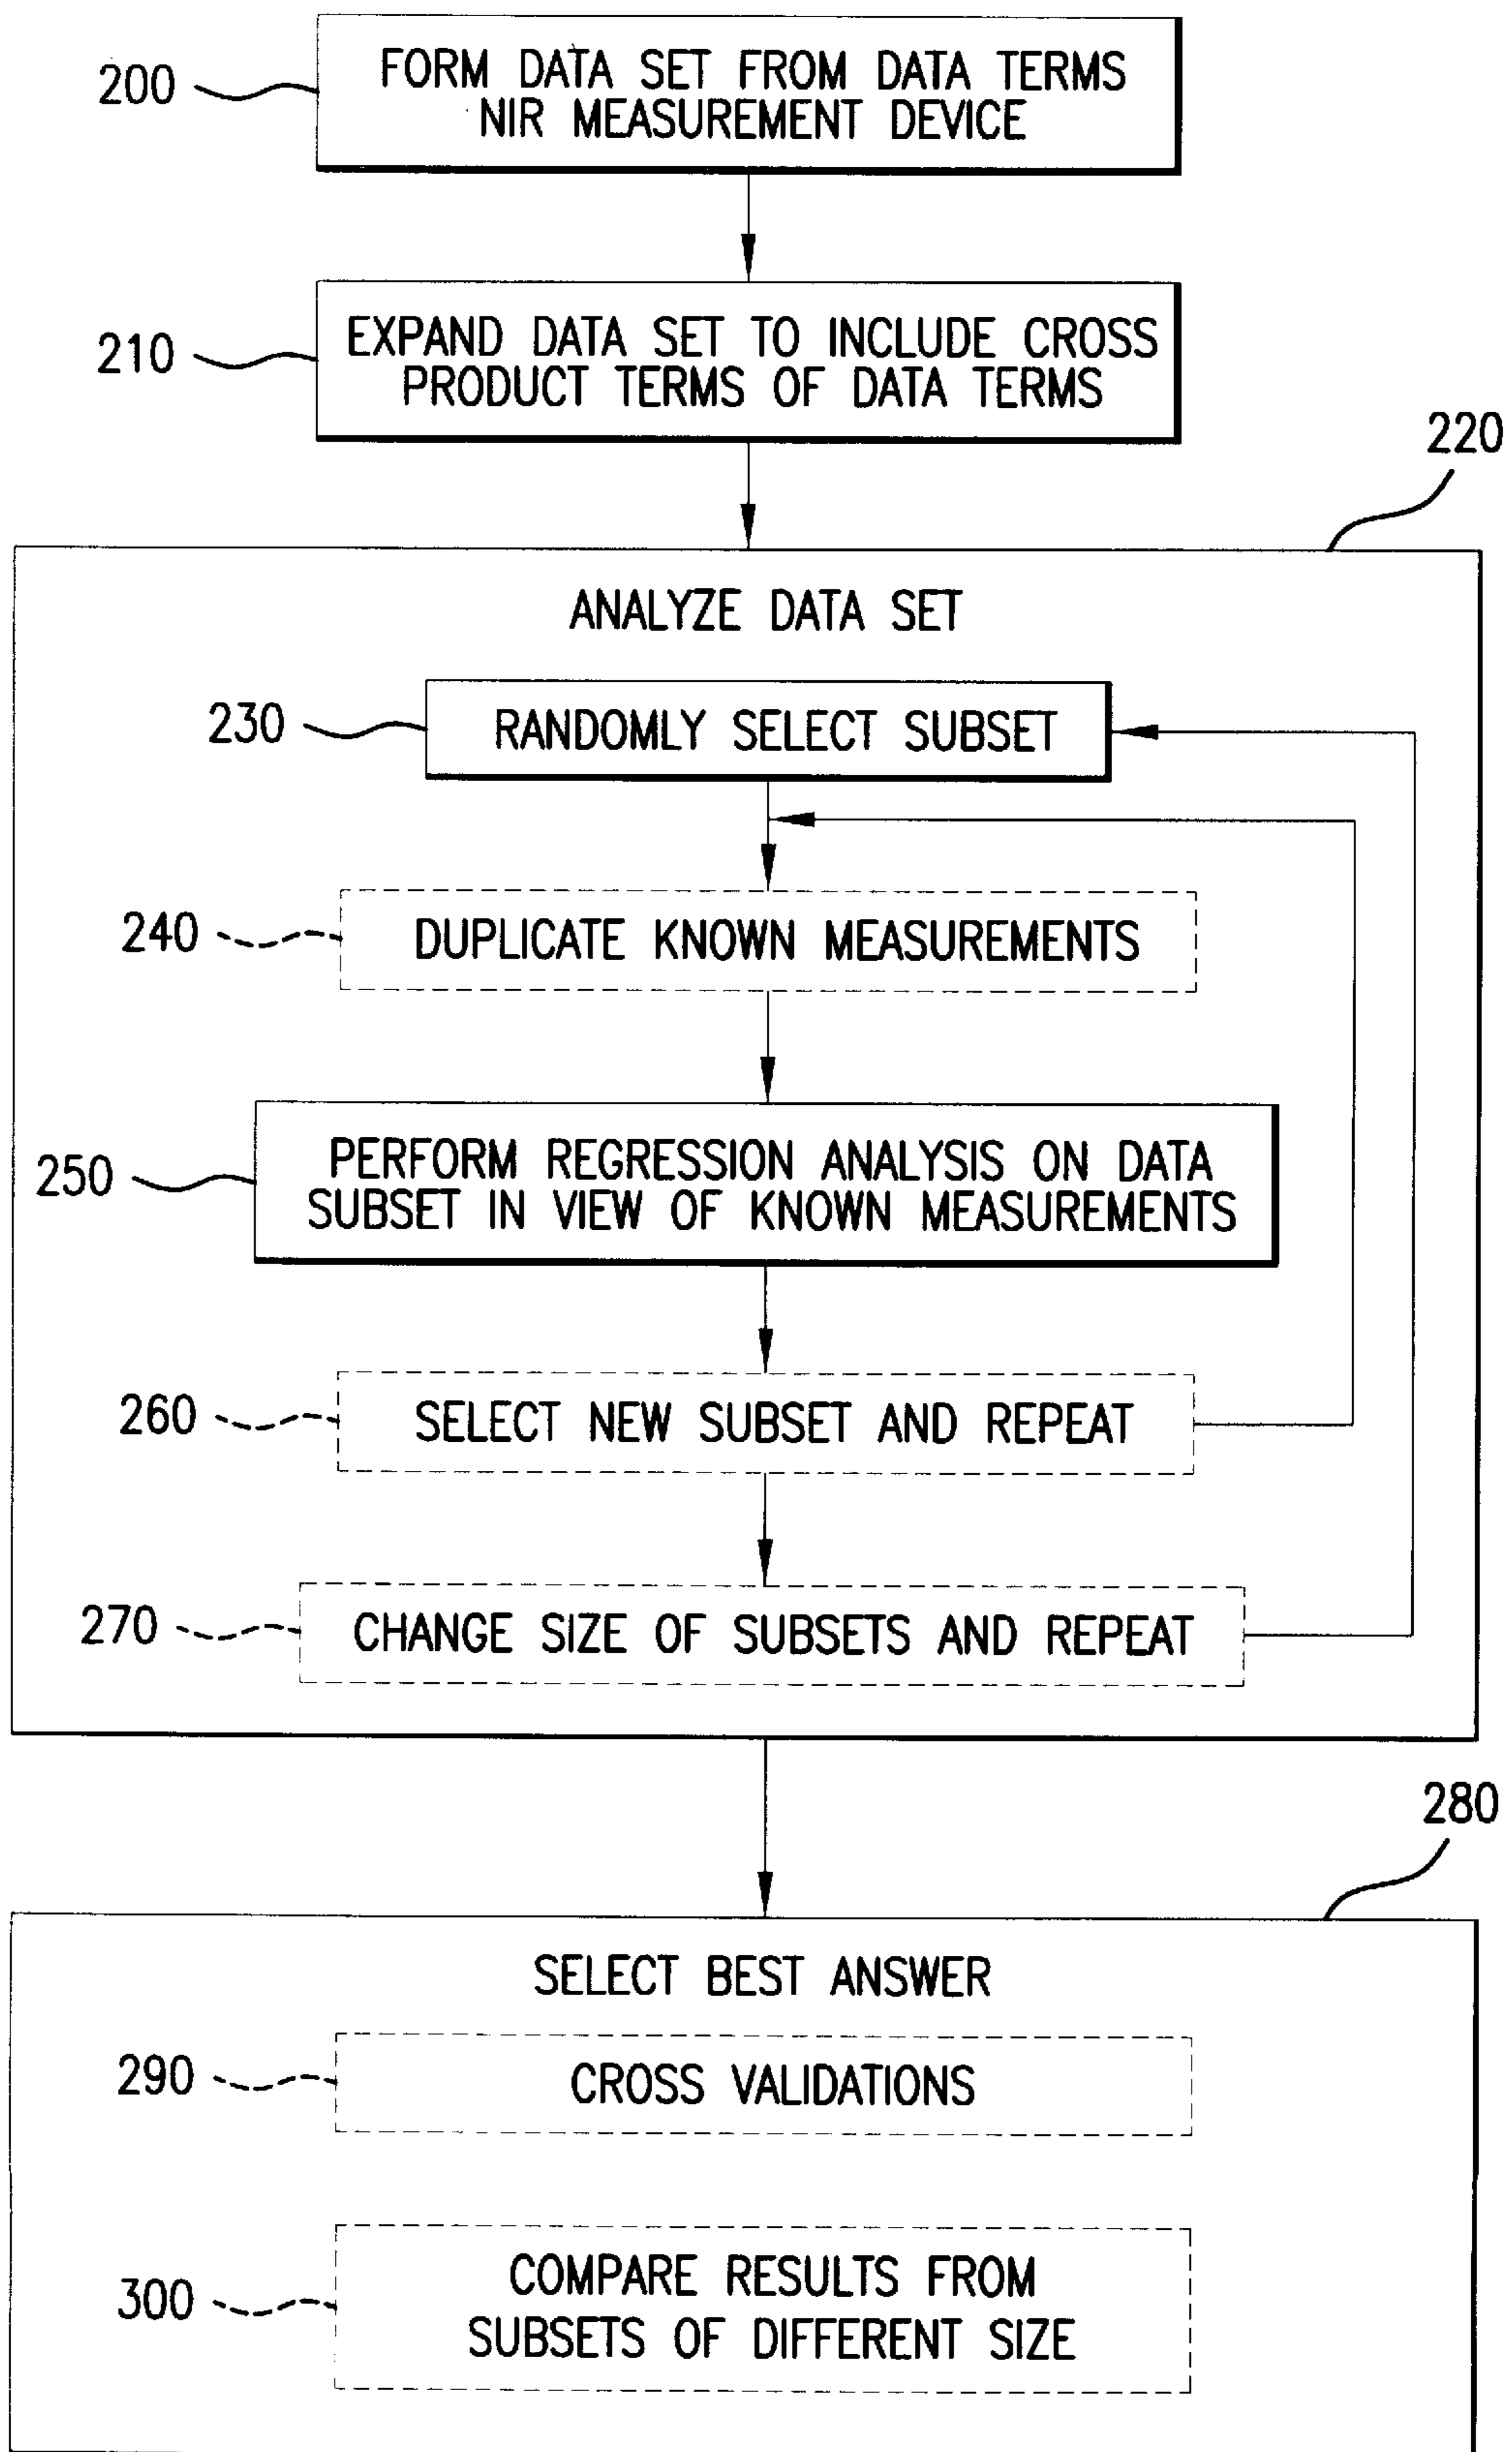 200
FORM DATA SET FROM DATA TERMS
NIR MEASUREMENT DEVICE
210
EXPAND DATA SET TO INCLUDE CROSS
PRODUCT TERMS OF DATA TERMS
220
ANALYZE DATA SET
230
RANDOMLY SELECT SUBSET
240
DUPLICATE KNOWN MEASUREMENTS
250
PERFORM REGRESSION ANALYSIS ON DATA
SUBSET IN VIEW OF KNOWN MEASUREMENTS
260
SELECT NEW SUBSET AND REPEAT
270
CHANGE SIZE OF SUBSETS AND REPEAT
280
SELECT BEST ANSWER
290
CROSS VALIDATIONS
300
COMPARE RESULTS FROM
SUBSETS OF DIFFERENT SIZE